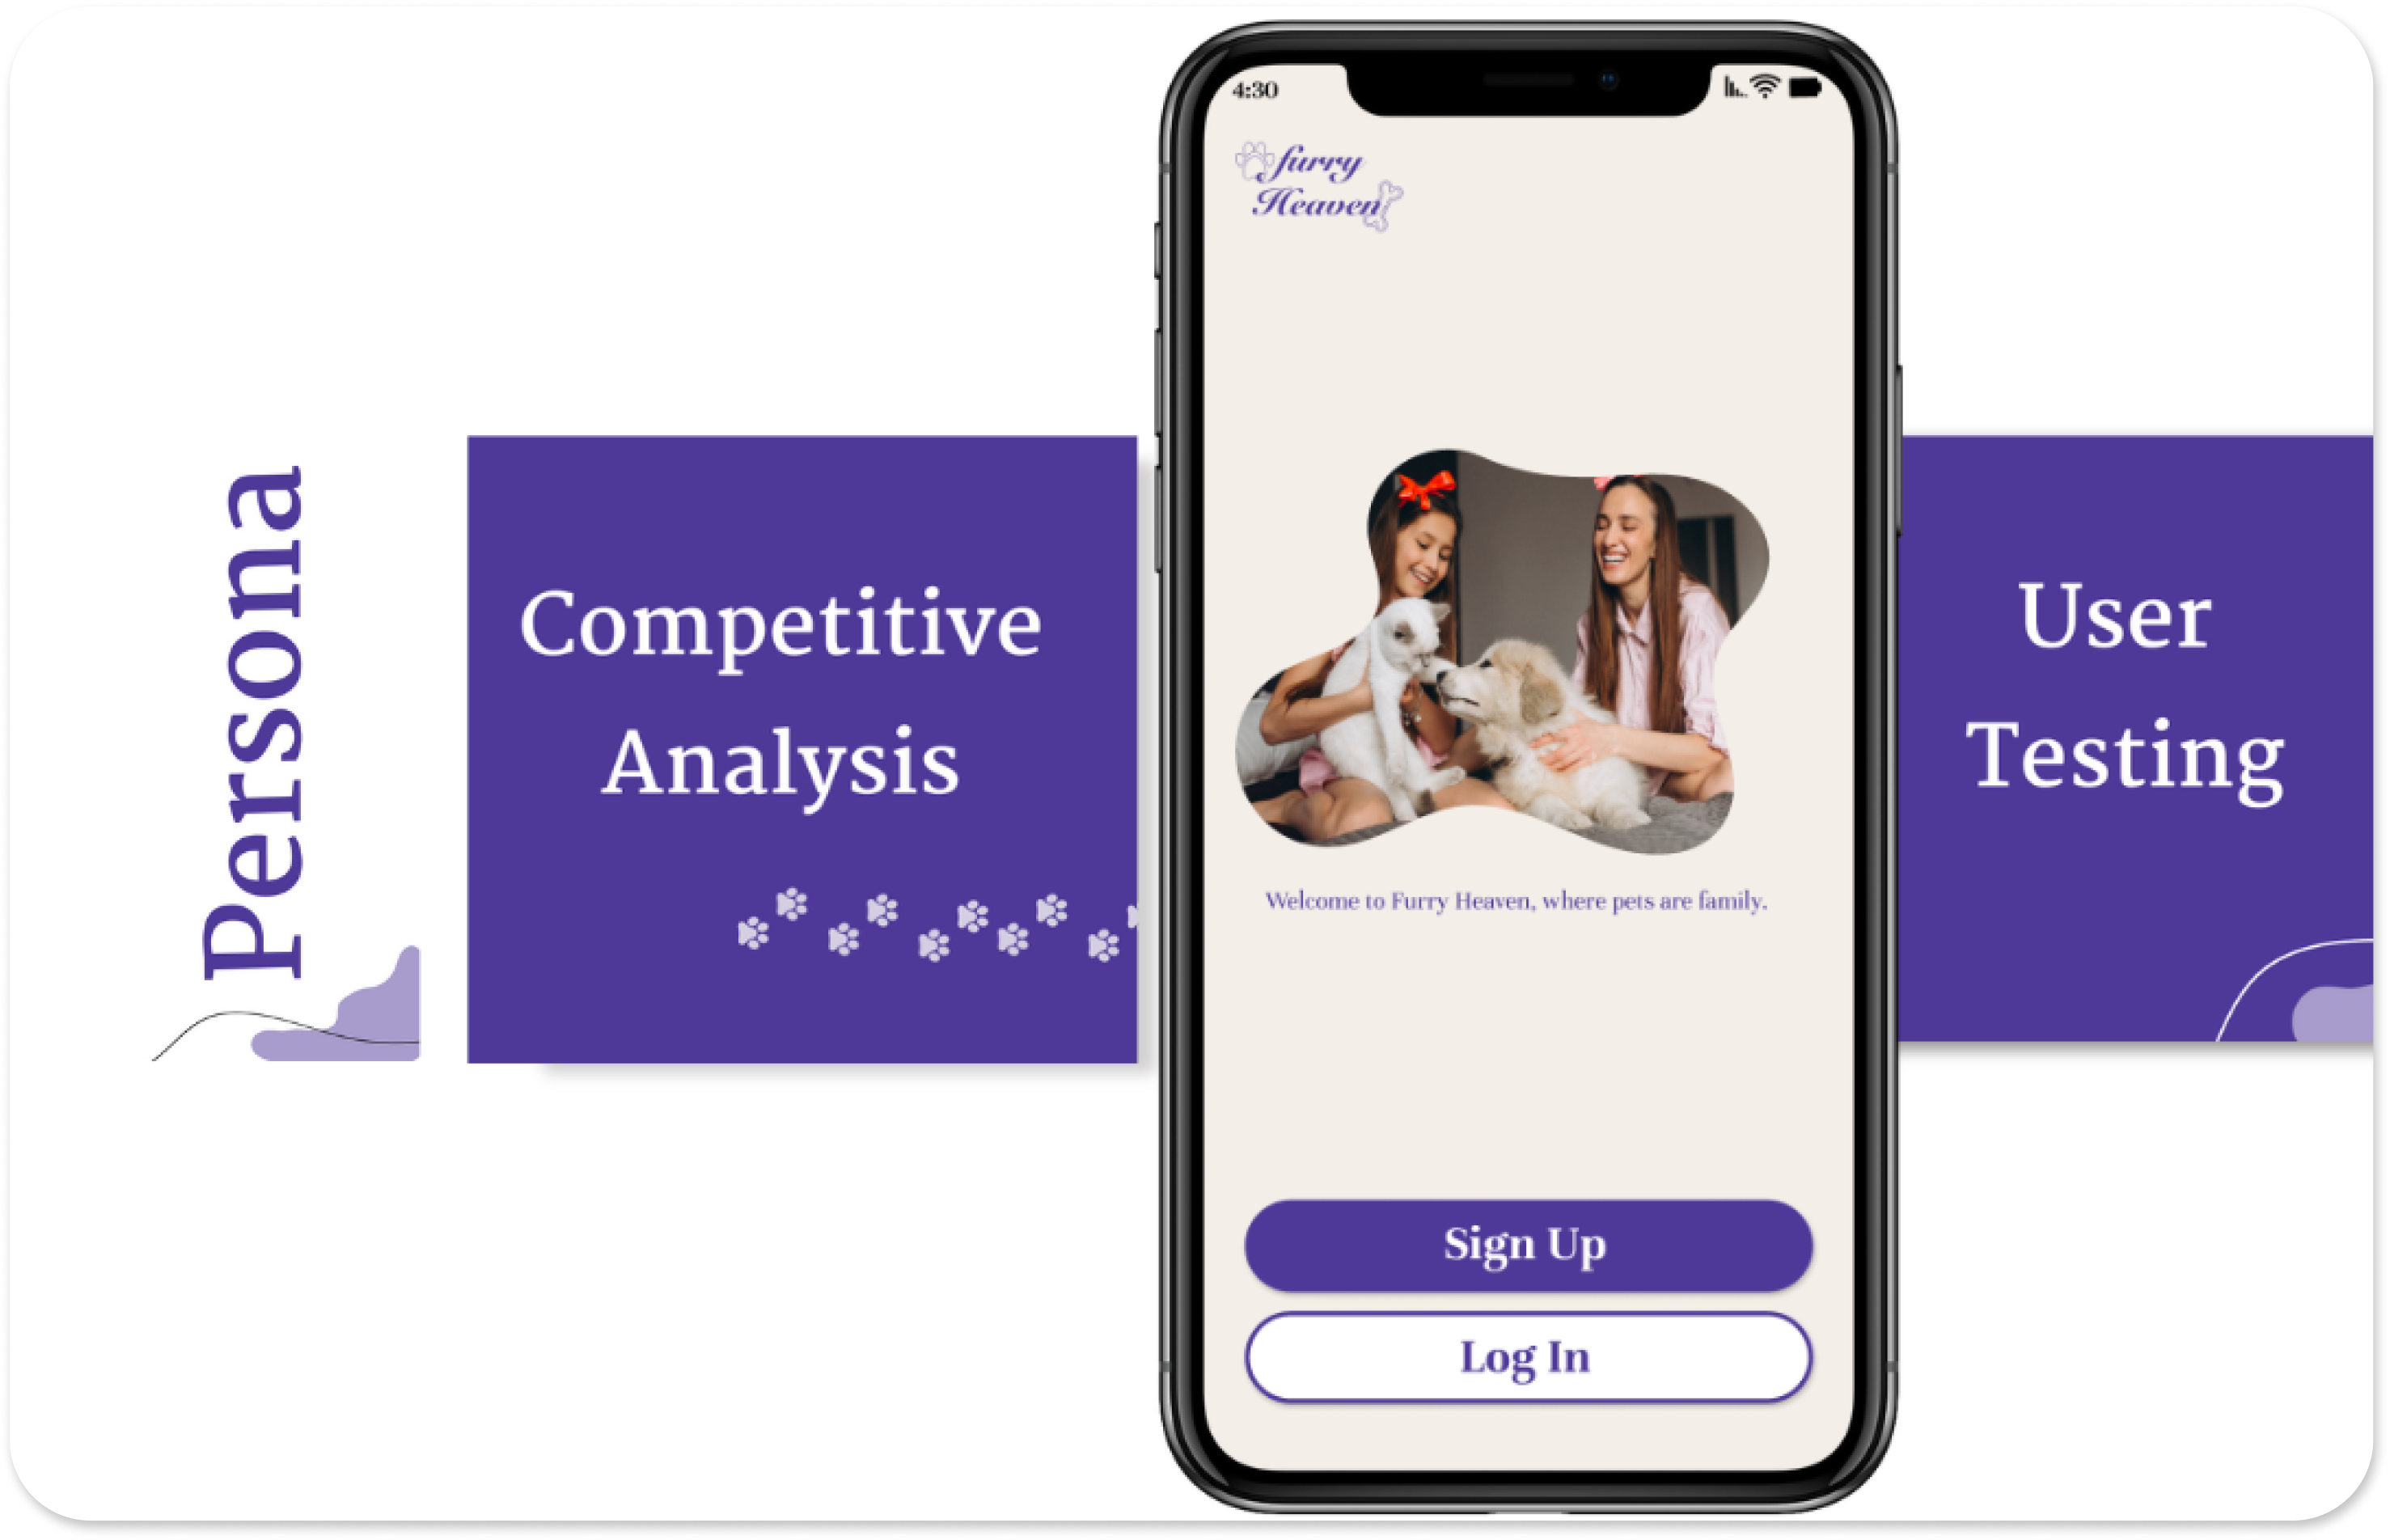 Persona
Competitive
Analysis
4:30
furry
Heaven
Welcome to Furry Heaven, where pets are family.
Sign Up
Log In
User
Testing